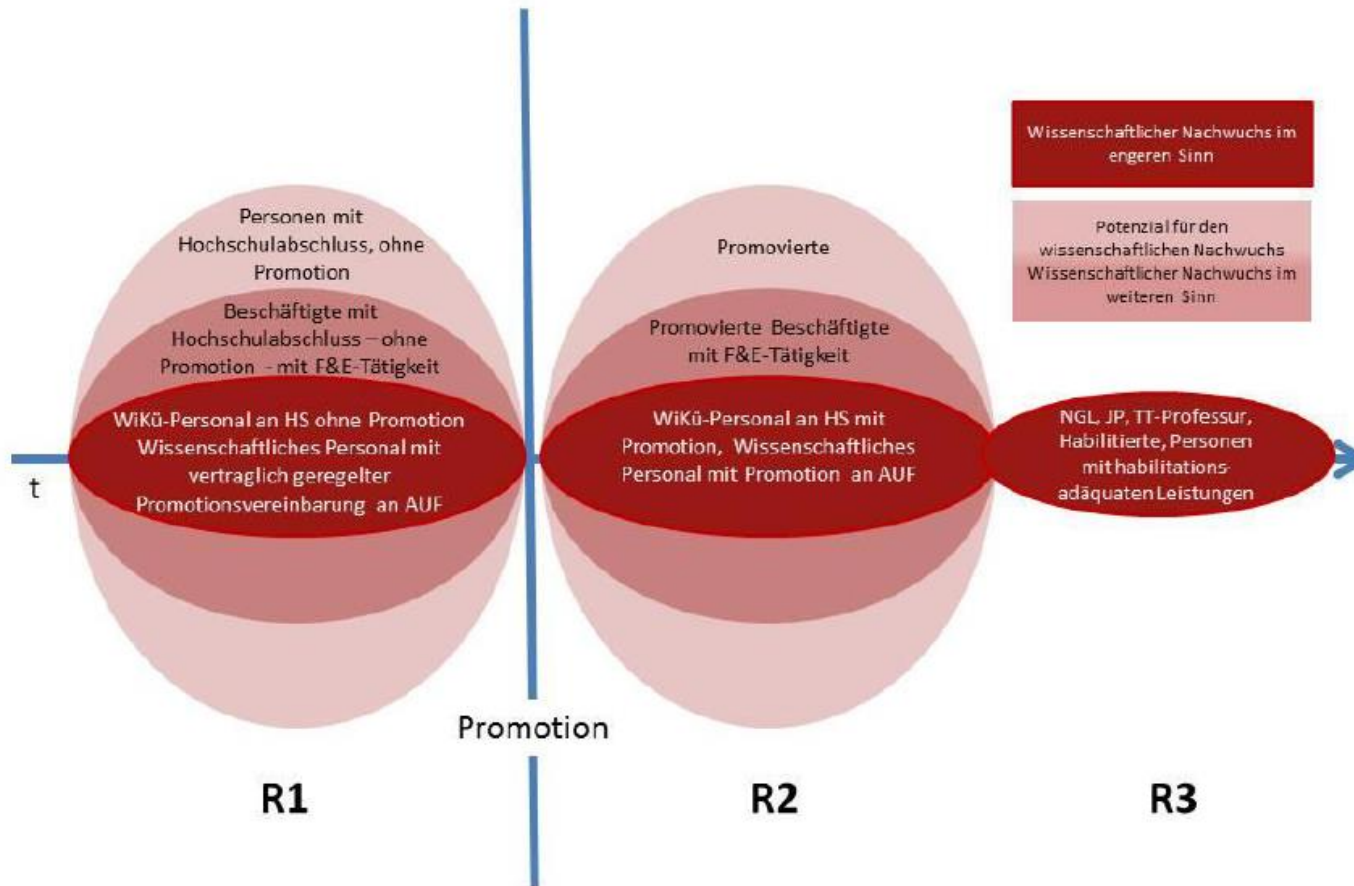 Wissenschaftlicher Nachwuchs im
engeren Sinn
Potenzial für den
wissenschaftlichen Nachwuchs
Wissenschaftlicher Nachwuchs im
weiteren Sinn
Personen mit
Hochschulabschluss, ohne
Promotion
Beschäftigte mit
Hochschulabschluss – ohne
Promotion - mit F&E-Tätigkeit
WiKü-Personal an HS ohne Promotion
Wissenschaftliches Personal mit
vertraglich geregelter
Promotionsvereinbarung an AUF
Promovierte
Promovierte Beschäftigte
mit F&E-Tätigkeit
WiKü-Personal an HS mit
Promotion, Wissenschaftliches
Personal mit Promotion an AUF
NGL, JP, TT-Professur,
Habilitierte, Personen
mit habilitations-
adäquaten Leistungen
t
Promotion
R1
R2
R3